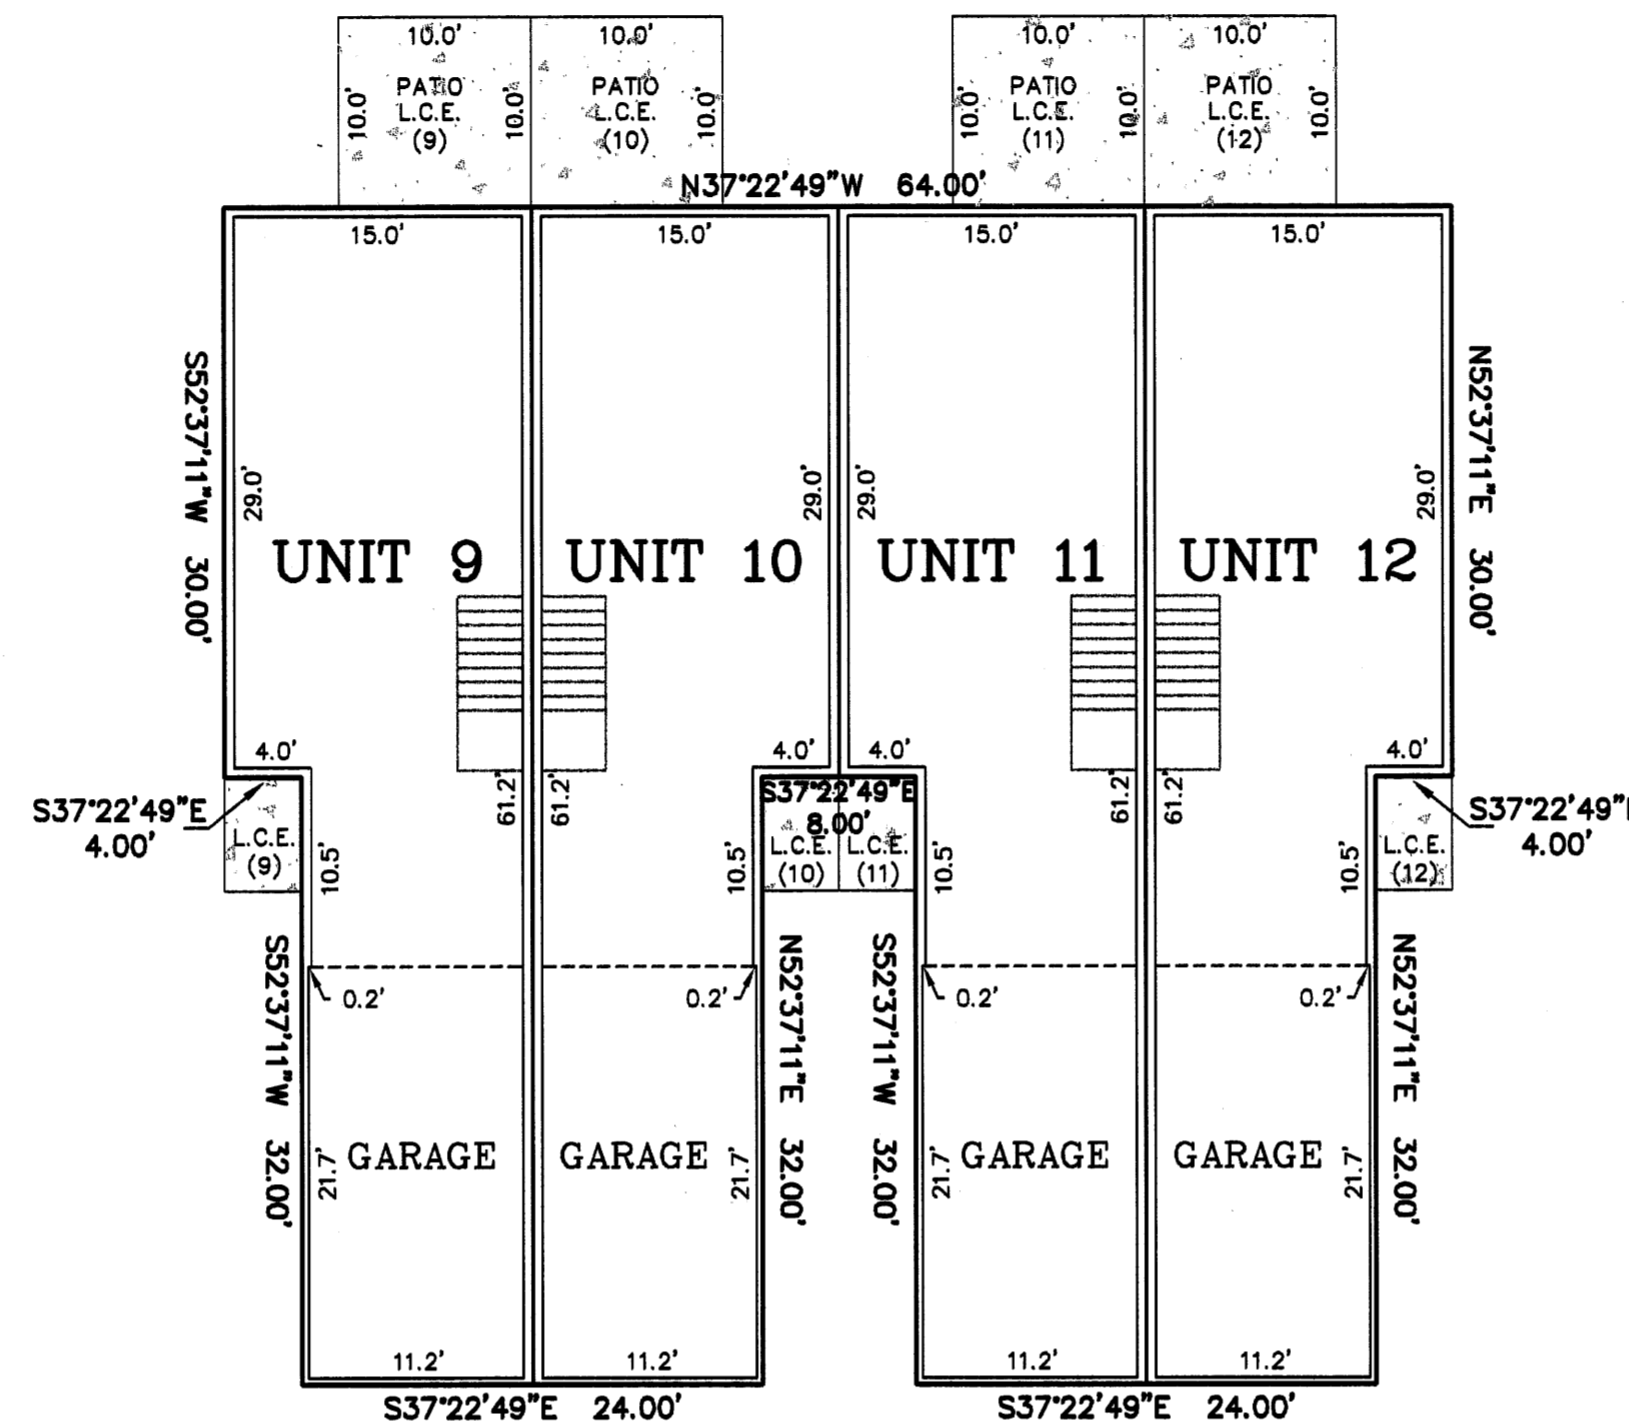 10.0' 10.0' 10.0' 10.0'
PATIO PATIO PATIO PATIO
L.C.E. L.C.E. L.C.E. L.C.E.
(9) (10) (11) (12)
10.0' 10.0' 10.0' 10.0' 10.0' 10.0'
N37°22'49"W 64.00'
15.0' 15.0' 15.0' 15.0'
S52°37'11"W 30.00'
N52°37'11"E 30.00'
29.0' 29.0' 29.0' 29.0'
UNIT 9 UNIT 10 UNIT 11 UNIT 12
4.0' 4.0' 4.0' 4.0'
61.2' 61.2' 61.2' 61.2'
S37°22'49"E
4.00'
S37°22'49"E
8.00'
S37°22'49"
4.00'
L.C.E. L.C.E. L.C.E. L.C.E.
(9) (10) (11) (12)
10.5' 10.5' 10.5' 10.5'
0.2' 0.2' 0.2' 0.2'
S52°37'11"W 32.00'
N52°37'11"E 32.00'
S52°37'11"W 32.00'
N52°37'11"E 32.00'
GARAGE GARAGE GARAGE GARAGE
21.7' 21.7' 21.7' 21.7'
11.2' 11.2' 11.2' 11.2'
S37°22'49"E 24.00'
S37°22'49"E 24.00'